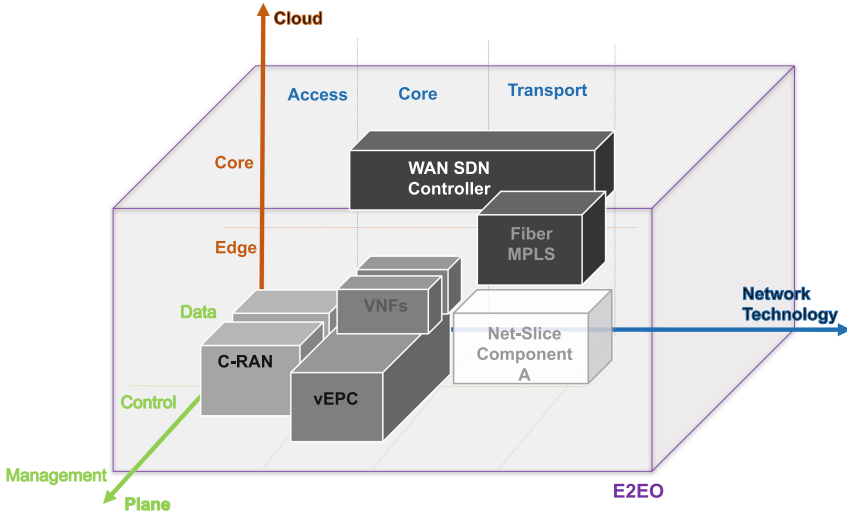 Cloud
Access
Core
Transport
Core
WAN SDN
Controller
Edge
Fiber
MPLS
Data
VNFs
Network
Technology
Net-Slice
Component
A
C-RAN
vEPC
Control
Management
Plane
E2EO